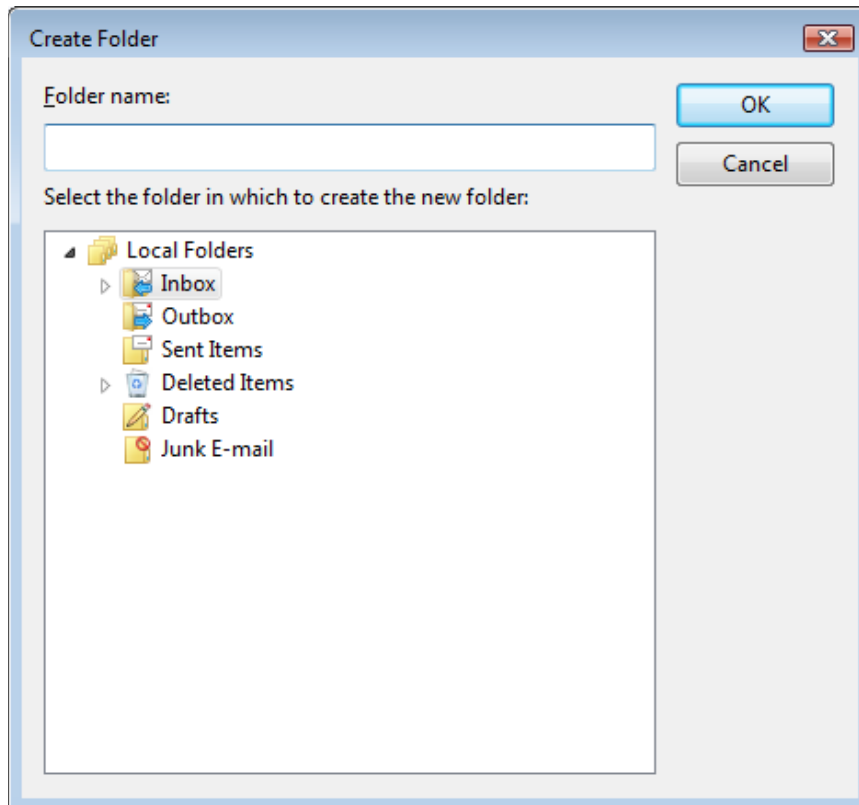 Create Folder
Folder name:
OK
Cancel
Select the folder in which to create the new folder:
Local Folders
Inbox
Outbox
Sent Items
Deleted Items
Drafts
Junk E-mail